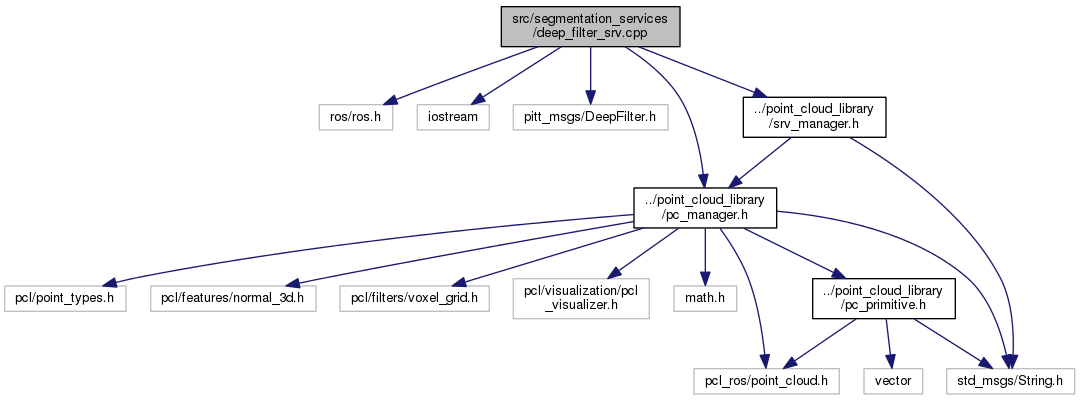 src/segmentation_services
/deep_filter_srv.cpp
ros/ros.h
iostream
pitt_msgs/DeepFilter.h
../point_cloud_library
/srv_manager.h
../point_cloud_library
/pc_manager.h
pcl/point_types.h
pcl/features/normal_3d.h
pcl/filters/voxel_grid.h
pcl/visualization/pcl
_visualizer.h
math.h
../point_cloud_library
/pc_primitive.h
pcl_ros/point_cloud.h
vector
std_msgs/String.h